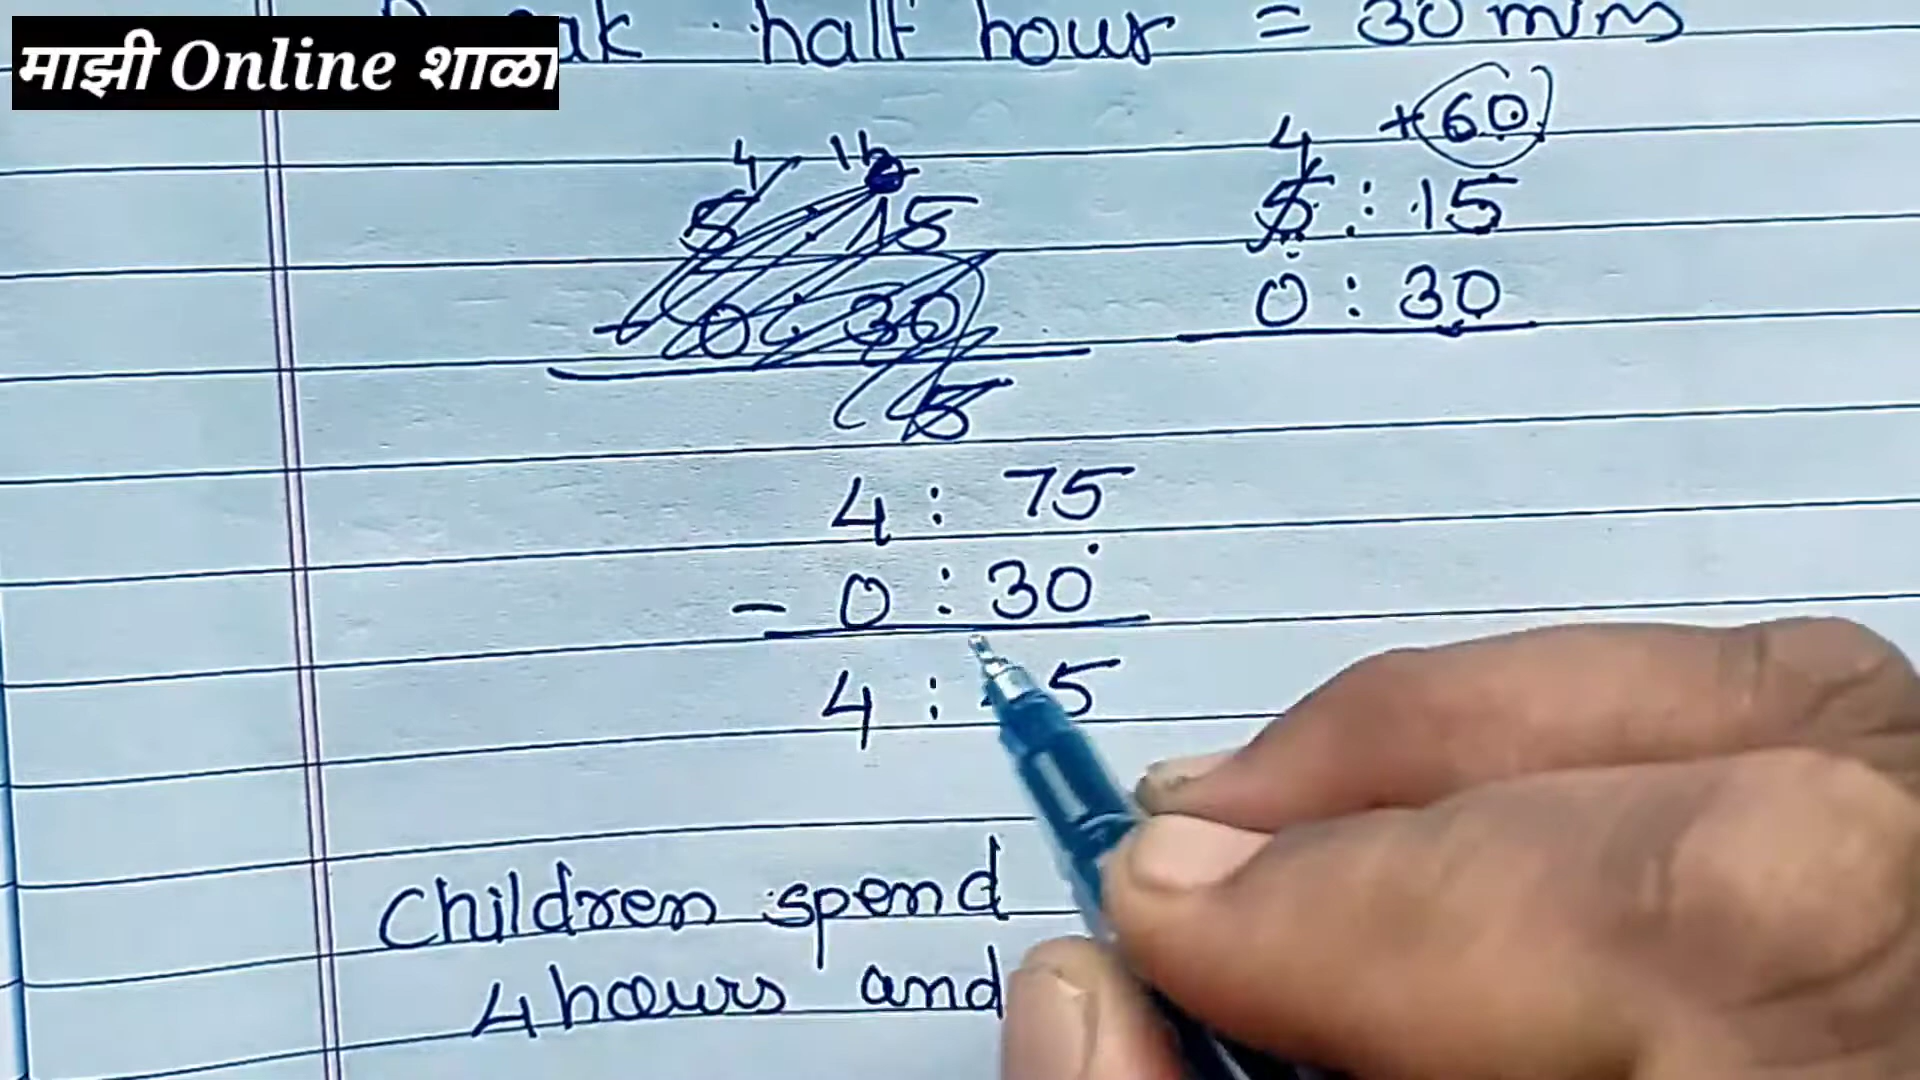 half hour = 30 mins
माझी Online शाळा
4 +60
5 : 15
0 : 30
4 : 75
- 0 : 30
4 : 5
Children spend
4 hours and